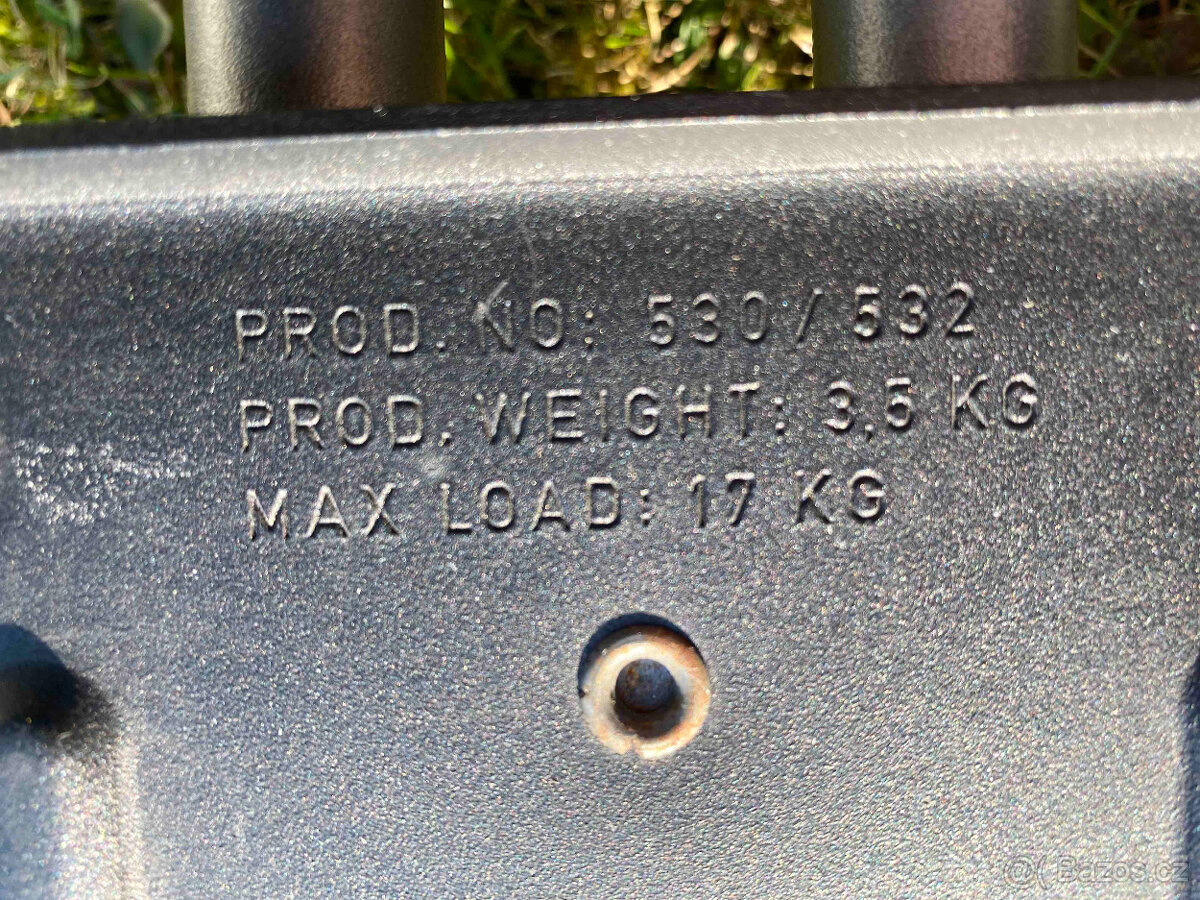 PROD. NO: 530 / 532
PROD. WEIGHT: 3,5 KG
MAX LOAD: 17 KG
Bazos.cz